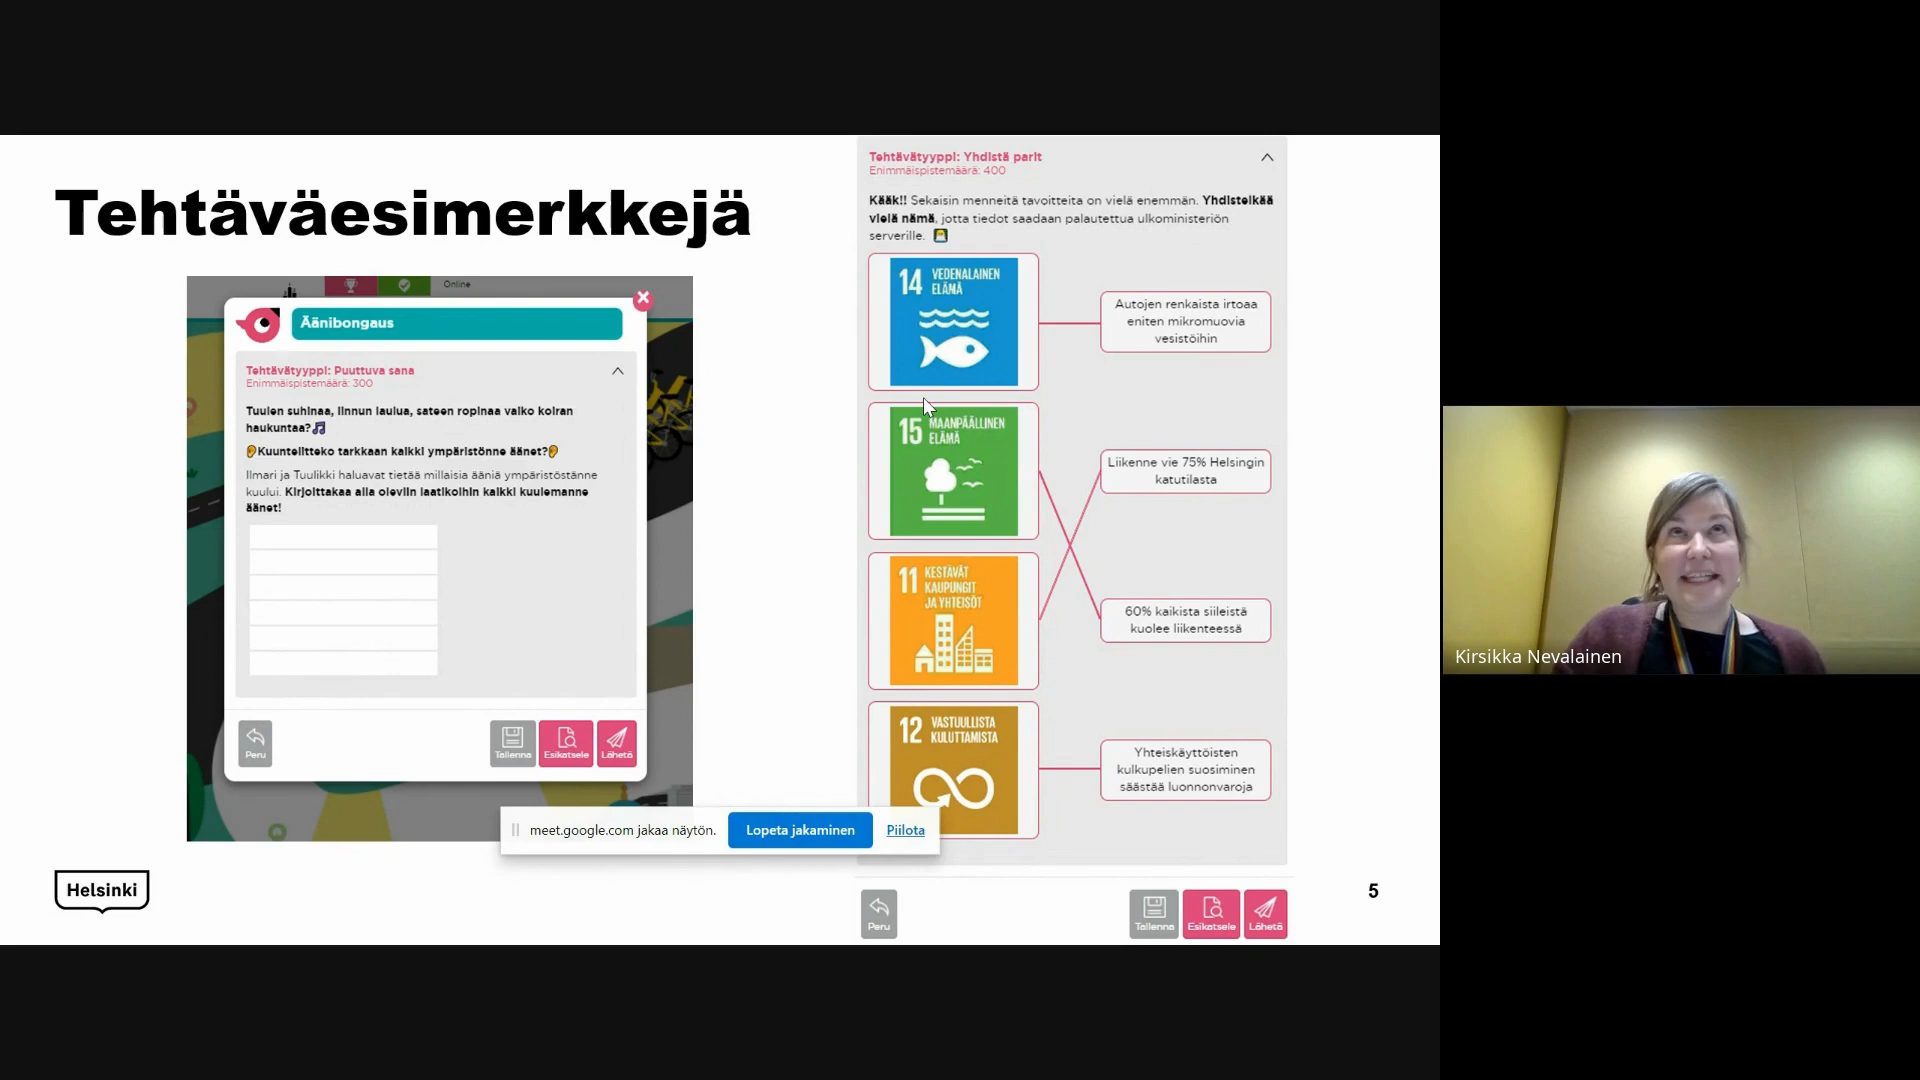 Tehtäväesimerkkejä
Online
Äänibongaus
Tehtävätyyppi: Puuttuva sana
Enimmäispistemäärä: 300
Tuulen suhinaa, linnun laulua, sateen ropinaa vaiko koiran
haukuntaa?
Kuuntelitteko tarkkaan kaikki ympäristönne äänet?
Ilmari ja Tuulikki haluavat tietää millaisia ääniä ympäristöstänne
kuului. Kirjoittakaa alla oleviin laatikoihin kaikki kuulemanne
äänet!
Peru
Tallenna
Esikatsele
Lähetä
Tehtävätyyppi: Yhdistä parit
Enimmäispistemäärä: 400
Kääk!! Sekaisin menneitä tavoitteita on vielä enemmän. Yhdistelkää
vielä nämä, jotta tiedot saadaan palautettua ulkoministeriön
serverille.
14 VEDENALAINEN
ELÄMÄ
Autojen renkaista irtoaa
eniten mikromuovia
vesistöihin
15 MAANPÄÄLLINEN
ELÄMÄ
Liikenne vie 75% Helsingin
katutilasta
11 KESTÄVÄT
KAUPUNGIT
JA YHTEISÖT
60% kaikista siileistä
kuolee liikenteessä
12 VASTUULLISTA
KULUTTAMISTA
Yhteiskäyttöisten
kulkupelien suosiminen
säästää luonnonvaroja
Peru
Tallenna
Esikatsele
Lähetä
meet.google.com jakaa näytön.
Lopeta jakaminen
Piilota
Helsinki
5
Kirsikka Nevalainen